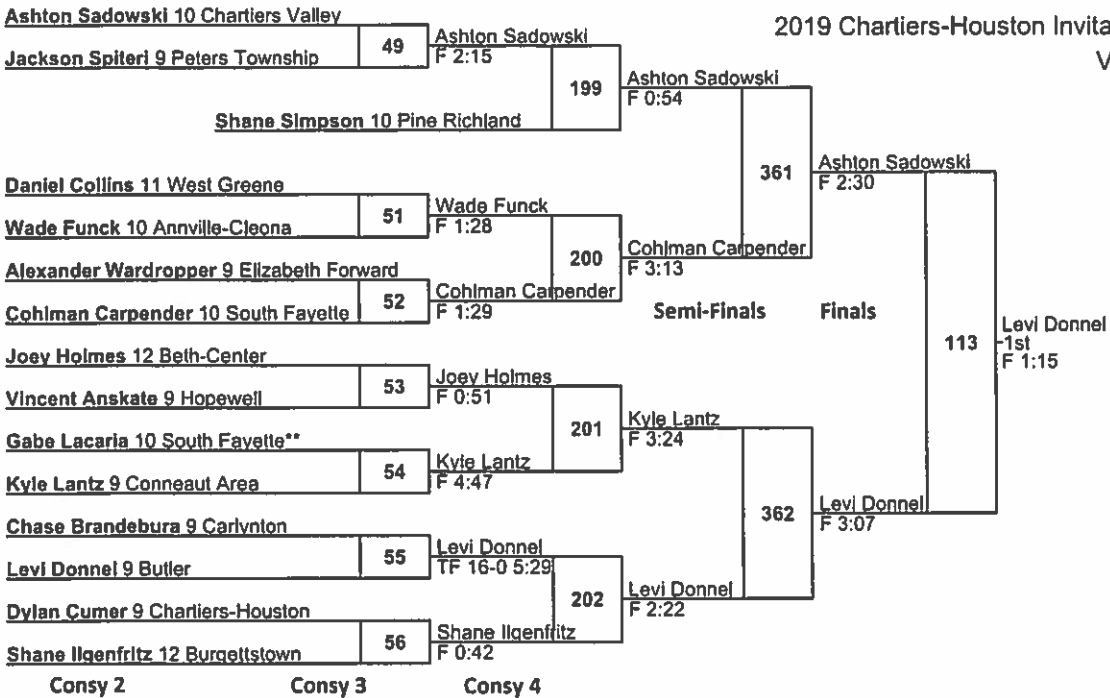 2019 Chartiers-Houston Invita
V
Ashton Sadowski 10 Chartiers Valley
49
Jackson Spiteri 9 Peters Township
Ashton Sadowski
F 2:15
199
Shane Simpson 10 Pine Richland
Ashton Sadowski
F 0:54
361
Daniel Collins 11 West Greene
51
Wade Funck 10 Annville-Cleona
Wade Funck
F 1:28
200
Alexander Wardropper 9 Elizabeth Forward
52
Cohlman Carpender 10 South Fayette
Cohlman Carpender
F 1:29
Cohlman Carpender
F 3:13
Ashton Sadowski
F 2:30
Semi-Finals
Finals
113
Levi Donnel
1st
F 1:15
Joey Holmes 12 Beth-Center
53
Vincent Anskate 9 Hopewell
Joey Holmes
F 0:51
201
Gabe Lacaria 10 South Fayette**
54
Kyle Lantz 9 Conneaut Area
Kyle Lantz
F 4:47
Kyle Lantz
F 3:24
362
Chase Brandebura 9 Carlynton
55
Levi Donnel 9 Butler
Levi Donnel
TF 16-0 5:29
202
Dylan Cumer 9 Chartiers-Houston
56
Shane Ilgenfritz 12 Burgettstown
Shane Ilgenfritz
F 0:42
Levi Donnel
F 2:22
Levi Donnel
F 3:07
Consy 2
Consy 3
Consy 4